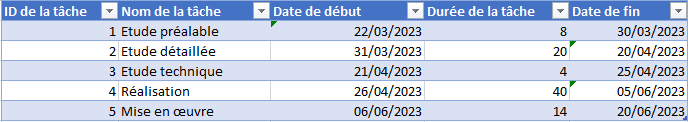 ID de la tâche Nom de la tâche Date de début Durée de la tâche Date de fin
1 Etude préalable 22/03/2023 8 30/03/2023
2 Etude détaillée 31/03/2023 20 20/04/2023
3 Etude technique 21/04/2023 4 25/04/2023
4 Réalisation 26/04/2023 40 05/06/2023
5 Mise en œuvre 06/06/2023 14 20/06/2023